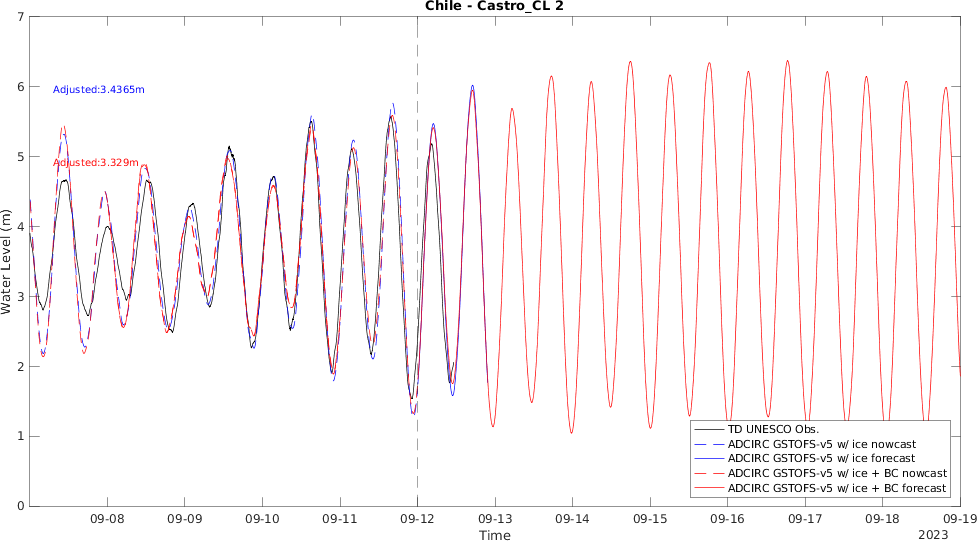 Chile - Castro_CL 2
7
6
5
4
3
2
1
0
Water Level (m)
Adjusted:3.4365m
Adjusted:3.329m
TD UNESCO Obs.
ADCIRC GSTOFS-v5 w/ ice nowcast
ADCIRC GSTOFS-v5 w/ ice forecast
ADCIRC GSTOFS-v5 w/ ice + BC nowcast
ADCIRC GSTOFS-v5 w/ ice + BC forecast
09-08 09-09 09-10 09-11 09-12 09-13 09-14 09-15 09-16 09-17 09-18 09-19
Time
2023